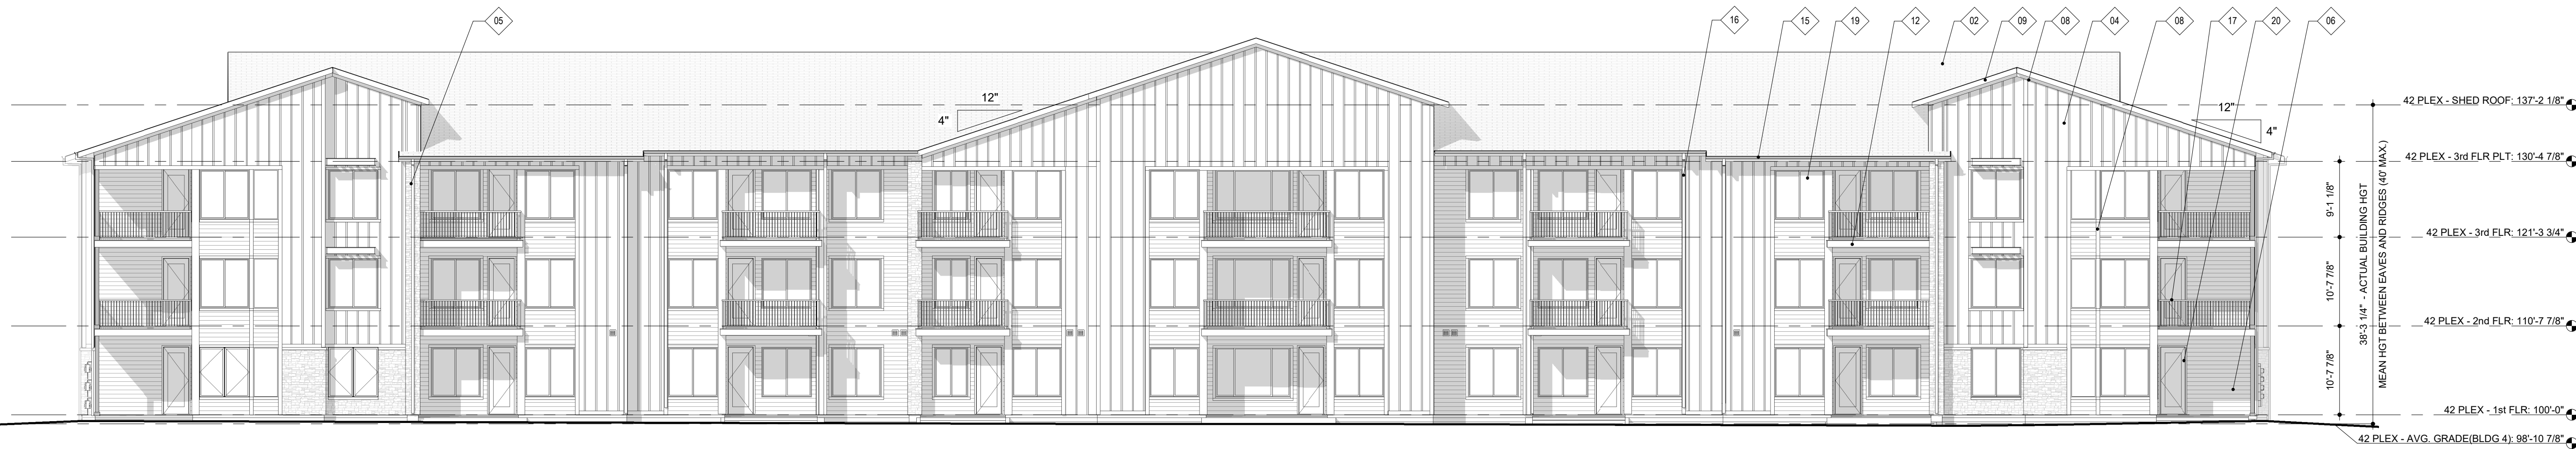 05
16
15
19
12
02
09
08
04
08
17
20
06
12"
4"
12"
4"
42 PLEX - SHED ROOF: 137'-2 1/8"
42 PLEX - 3rd FLR PLT: 130'-4 7/8"
9'-1 1/8"
42 PLEX - 3rd FLR: 121'-3 3/4"
10'-7 7/8"
42 PLEX - 2nd FLR: 110'-7 7/8"
10'-7 7/8"
42 PLEX - 1st FLR: 100'-0"
42 PLEX - AVG. GRADE(BLDG 4): 98'-10 7/8"
38'-3 1/4" - ACTUAL BUILDING HGT
MEAN HGT BETWEEN EAVES AND RIDGES (40' MAX.)